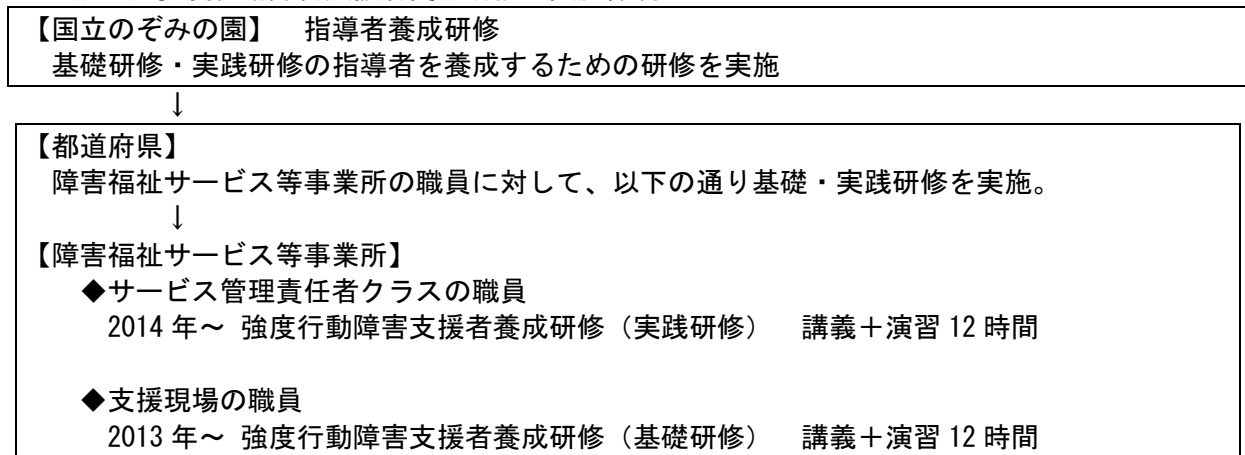 【国立のぞみの園】 指導者養成研修
基礎研修・実践研修の指導者を養成するための研修を実施
↓
【都道府県】
障害福祉サービス等事業所の職員に対して、以下の通り基礎・実践研修を実施。
↓
【障害福祉サービス等事業所】
◆サービス管理責任者クラスの職員
2014 年～ 強度行動障害支援者養成研修（実践研修） 講義＋演習 12 時間
◆支援現場の職員
2013 年～ 強度行動障害支援者養成研修（基礎研修） 講義＋演習 12 時間